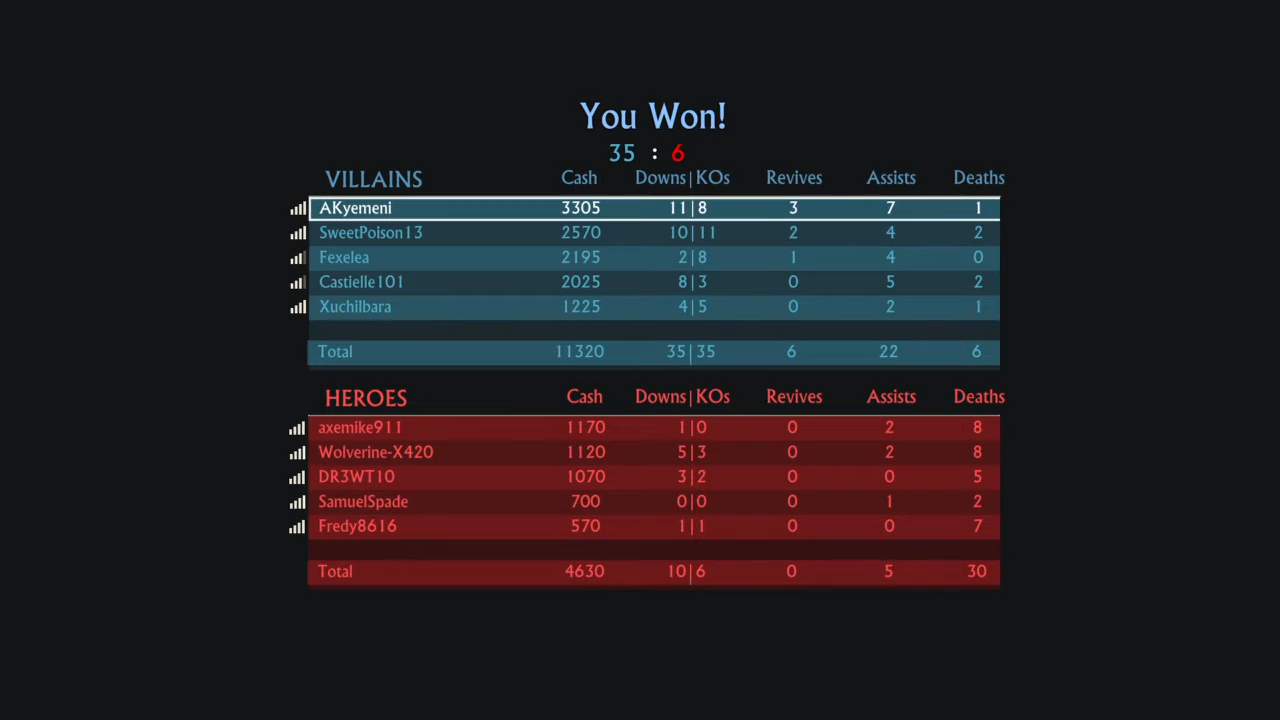 You Won!
35 : 6
VILLAINS Cash Downs|KOs Revives Assists Deaths
AKyemeni 3305 11|8 3 7 1
SweetPoison13 2570 10|11 2 4 2
Fexelea 2195 2|8 1 4 0
Castielle101 2025 8|3 0 5 2
Xuchilbara 1225 4|5 0 2 1
Total 11320 35|35 6 22 6
HEROES Cash Downs|KOs Revives Assists Deaths
axemike911 1170 1|0 0 2 8
Wolverine-X420 1120 5|3 0 2 8
DR3WT10 1070 3|2 0 0 5
SamuelSpade 700 0|0 0 1 2
Fredy8616 570 1|1 0 0 7
Total 4630 10|6 0 5 30